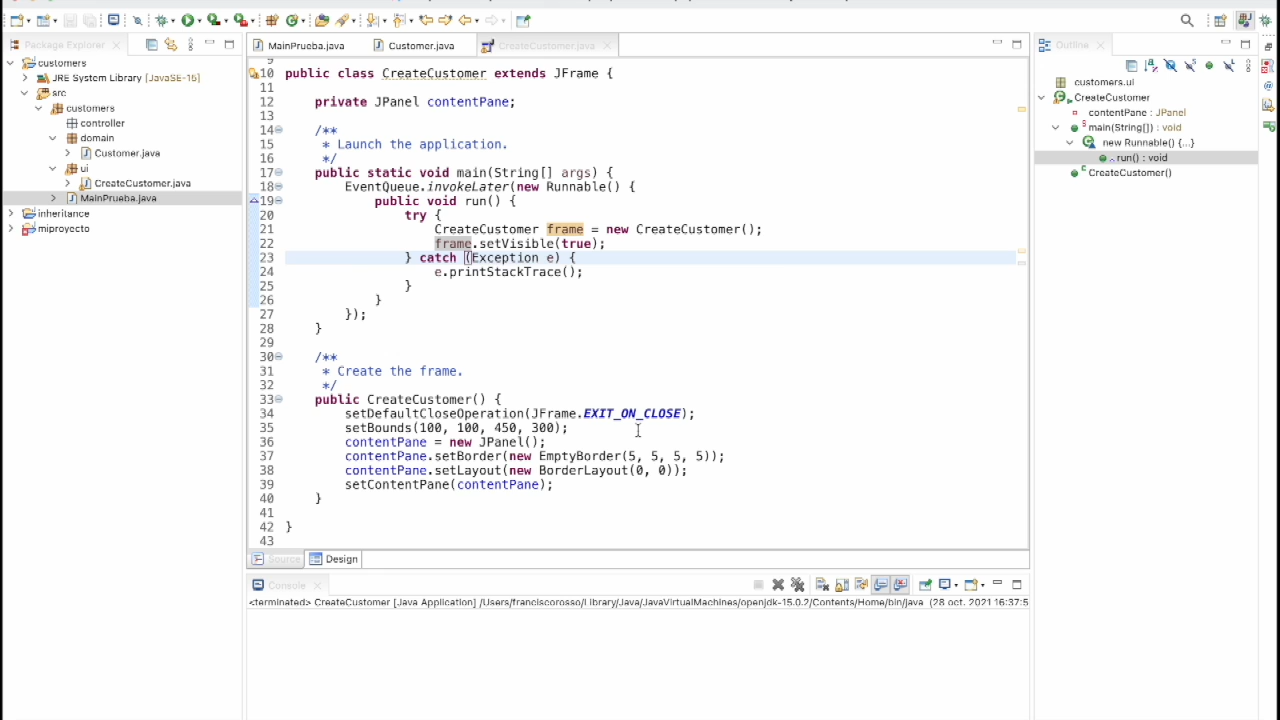 Package Explorer
customers
JRE System Library [JavaSE-15]
src
customers
controller
domain
Customer.java
ui
CreateCustomer.java
MainPrueba.java
inheritance
miproyecto
MainPrueba.java
Customer.java
CreateCustomer.java
9
10 public class CreateCustomer extends JFrame {
11
12 private JPanel contentPane;
13
14 /**
15 * Launch the application.
16 */
17 public static void main(String[] args) {
18 EventQueue.invokeLater(new Runnable() {
19 public void run() {
20 try {
21 CreateCustomer frame = new CreateCustomer();
22 frame.setVisible(true);
23 } catch (Exception e) {
24 e.printStackTrace();
25 }
26 }
27 });
28 }
29
30 /**
31 * Create the frame.
32 */
33 public CreateCustomer() {
34 setDefaultCloseOperation(JFrame.EXIT_ON_CLOSE);
35 setBounds(100, 100, 450, 300);
36 contentPane = new JPanel();
37 contentPane.setBorder(new EmptyBorder(5, 5, 5, 5));
38 contentPane.setLayout(new BorderLayout(0, 0));
39 setContentPane(contentPane);
40 }
41
42 }
43
Source
Design
Console
<terminated> CreateCustomer [Java Application] /Users/franciscorosso/Library/Java/JavaVirtualMachines/openjdk-15.0.2/Contents/Home/bin/java (28 oct. 2021 16:37:5
Outline
customers.ui
CreateCustomer
contentPane : JPanel
main(String[]) : void
new Runnable() {...}
run() : void
CreateCustomer()